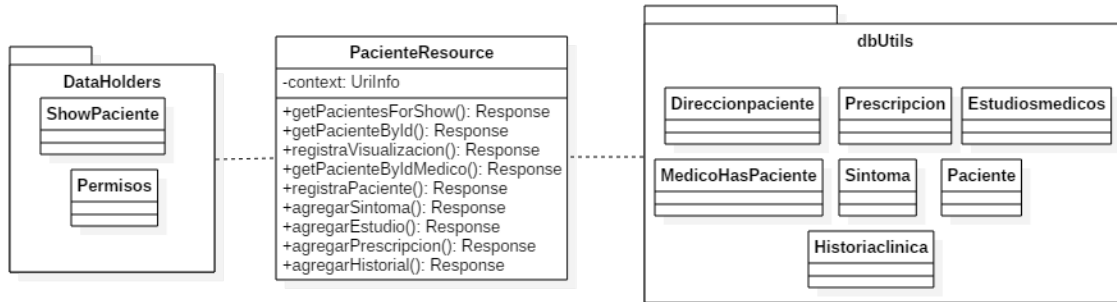 DataHolders
ShowPaciente
Permisos
PacienteResource
-context: UriInfo
+getPacientesForShow(): Response
+getPacienteById(): Response
+registraVisualizacion(): Response
+getPacienteByIdMedico(): Response
+registraPaciente(): Response
+agregarSintoma(): Response
+agregarEstudio(): Response
+agregarPrescripcion(): Response
+agregarHistorial(): Response
dbUtils
Direccionpaciente
Prescripcion
Estudiosmedicos
MedicoHasPaciente
Sintoma
Paciente
Historiaclinica